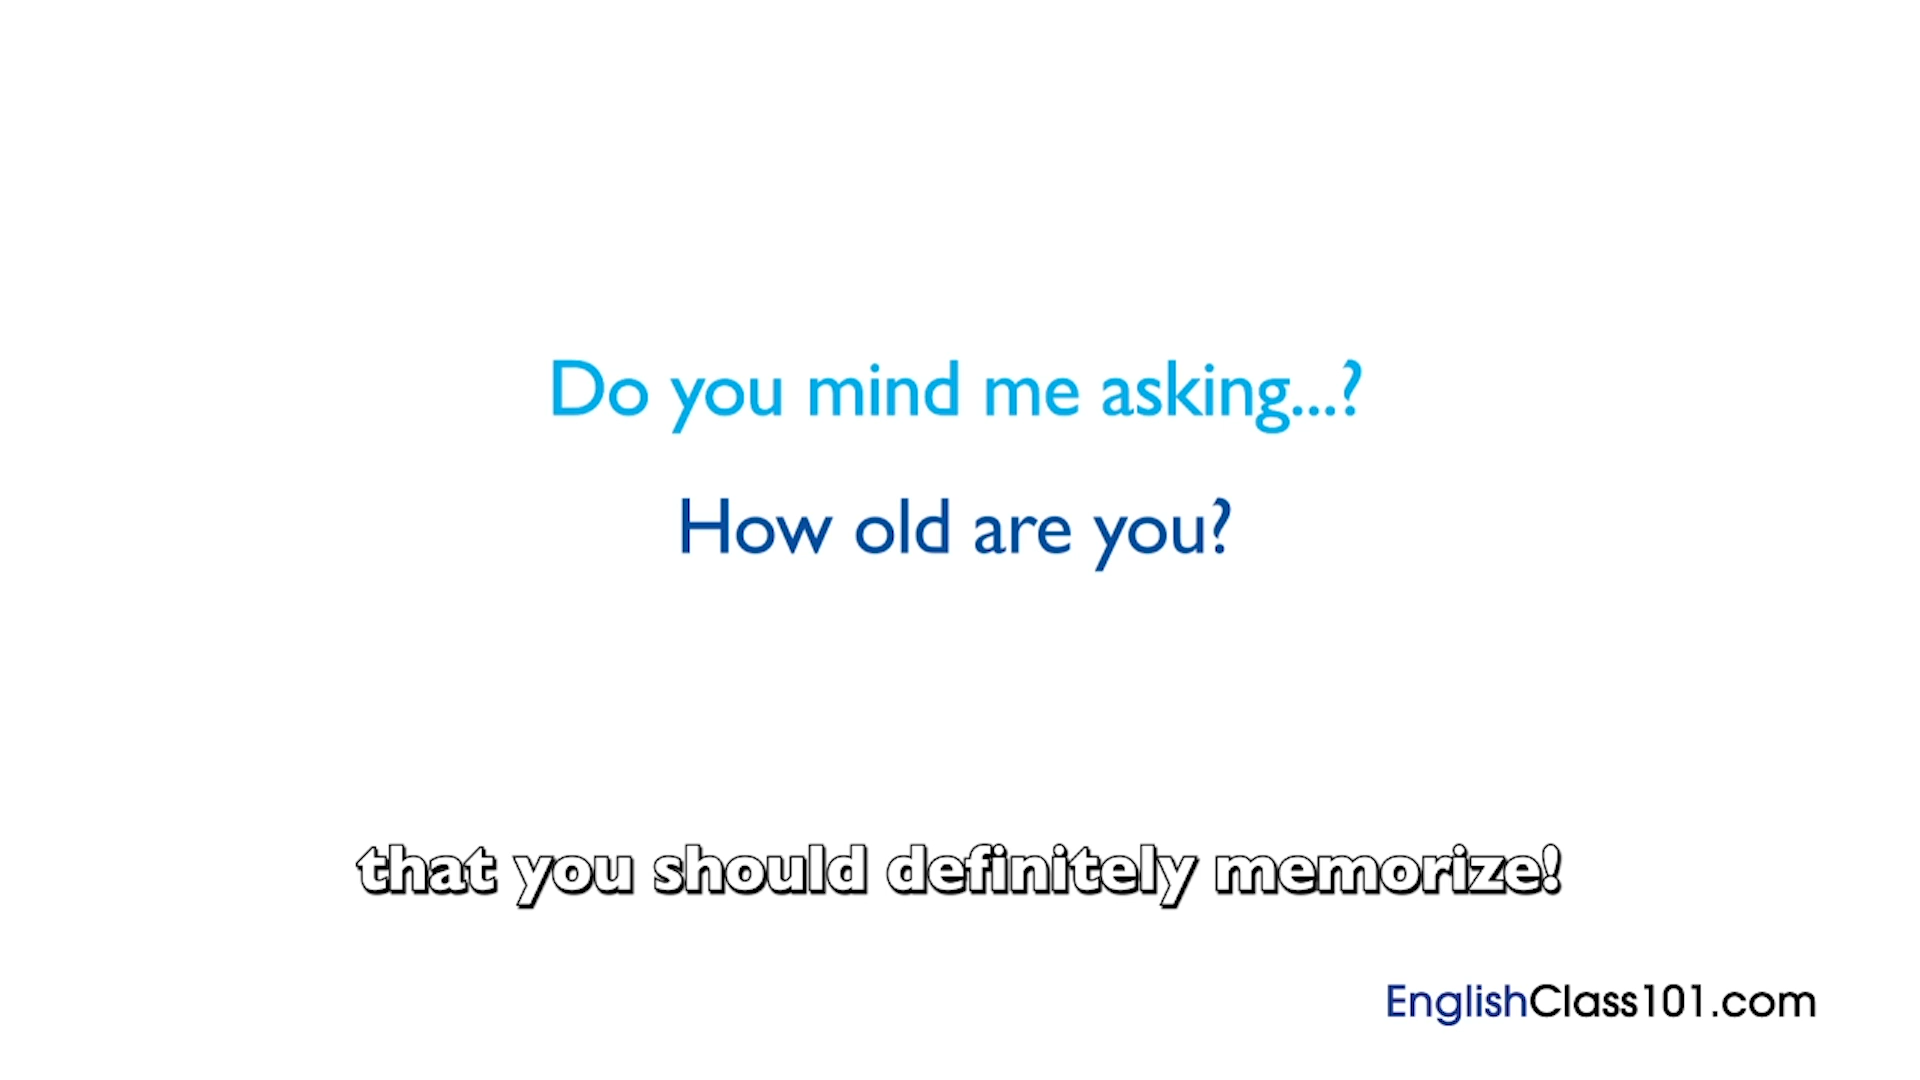 Do you mind me asking...?
How old are you?
that you should definitely memorize!
EnglishClass101.com